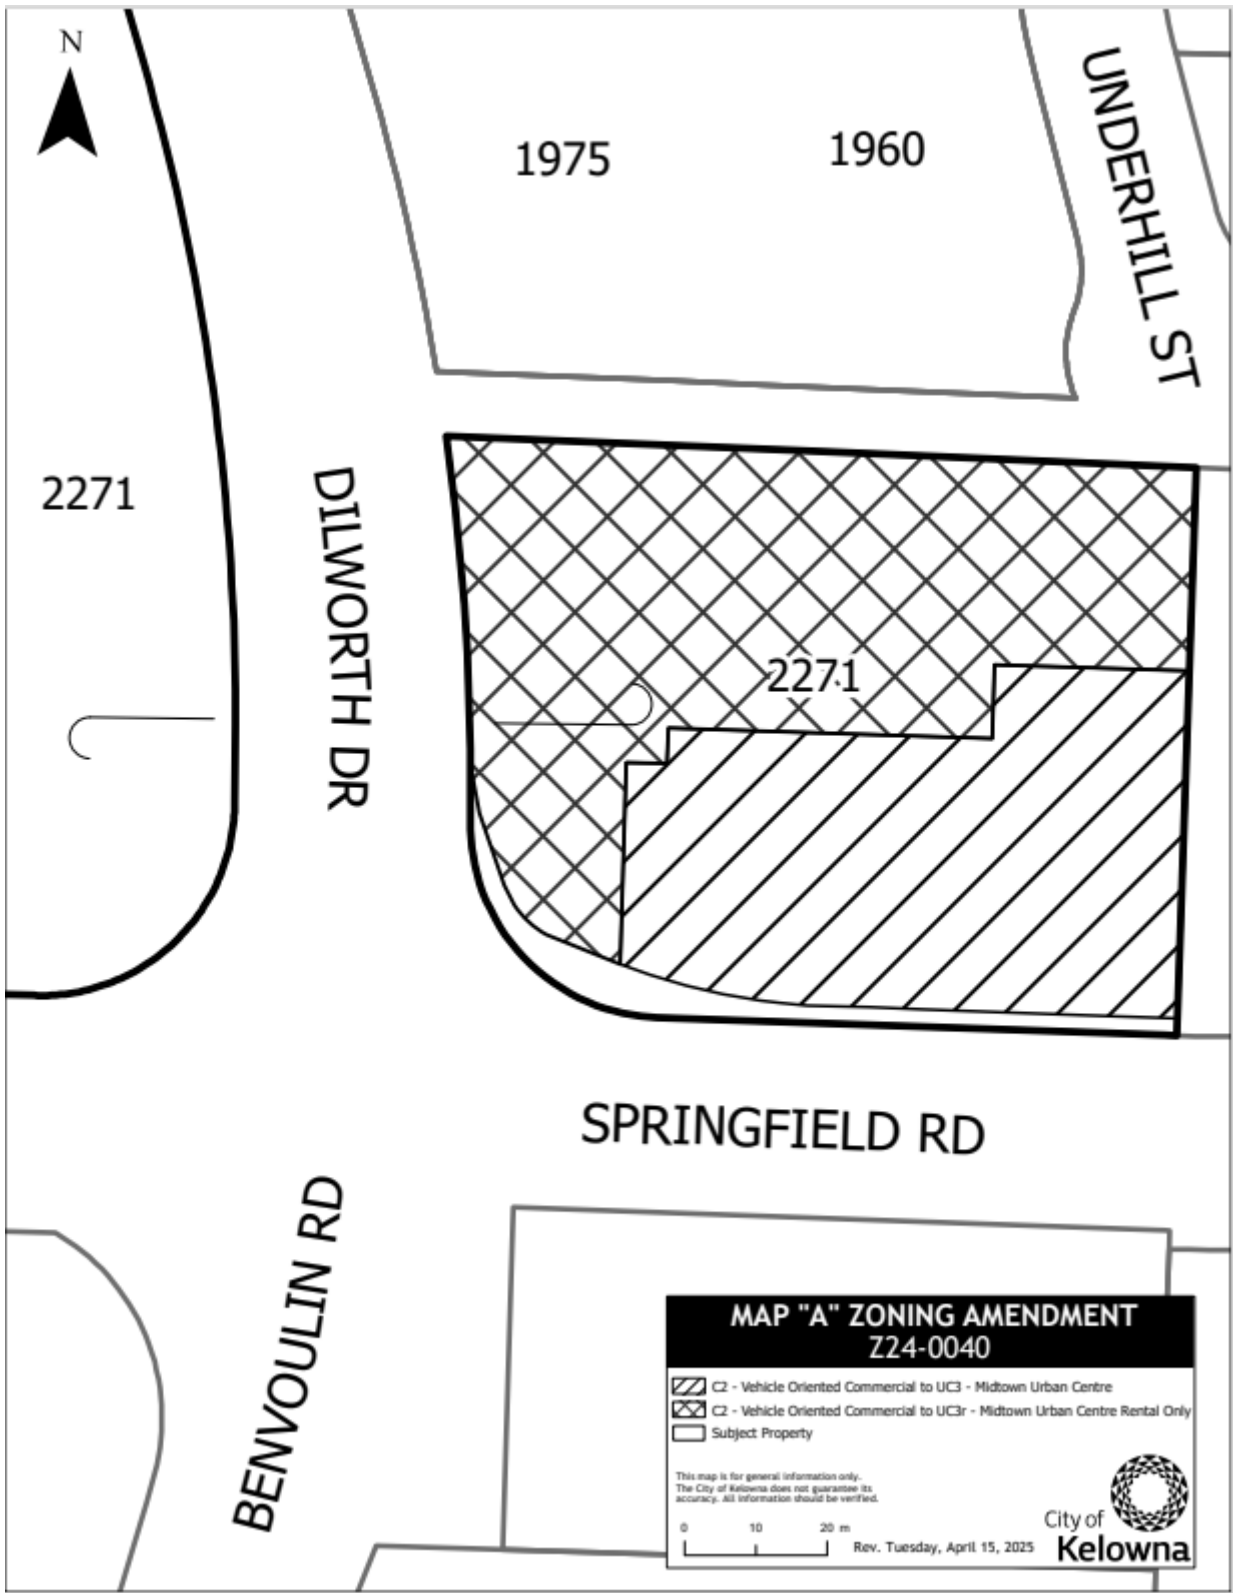 N
1975
1960
UNDERHILL ST
2271
DILWORTH DR
2271
SPRINGFIELD RD
BENVOULIN RD
MAP "A" ZONING AMENDMENT
Z24-0040
C2 - Vehicle Oriented Commercial to UC3 - Midtown Urban Centre
C2 - Vehicle Oriented Commercial to UC3r - Midtown Urban Centre Rental Only
Subject Property
This map is for general information only.
The City of Kelowna does not guarantee its
accuracy. All information should be verified.
0 10 20 m
Rev. Tuesday, April 15, 2025
City of
Kelowna